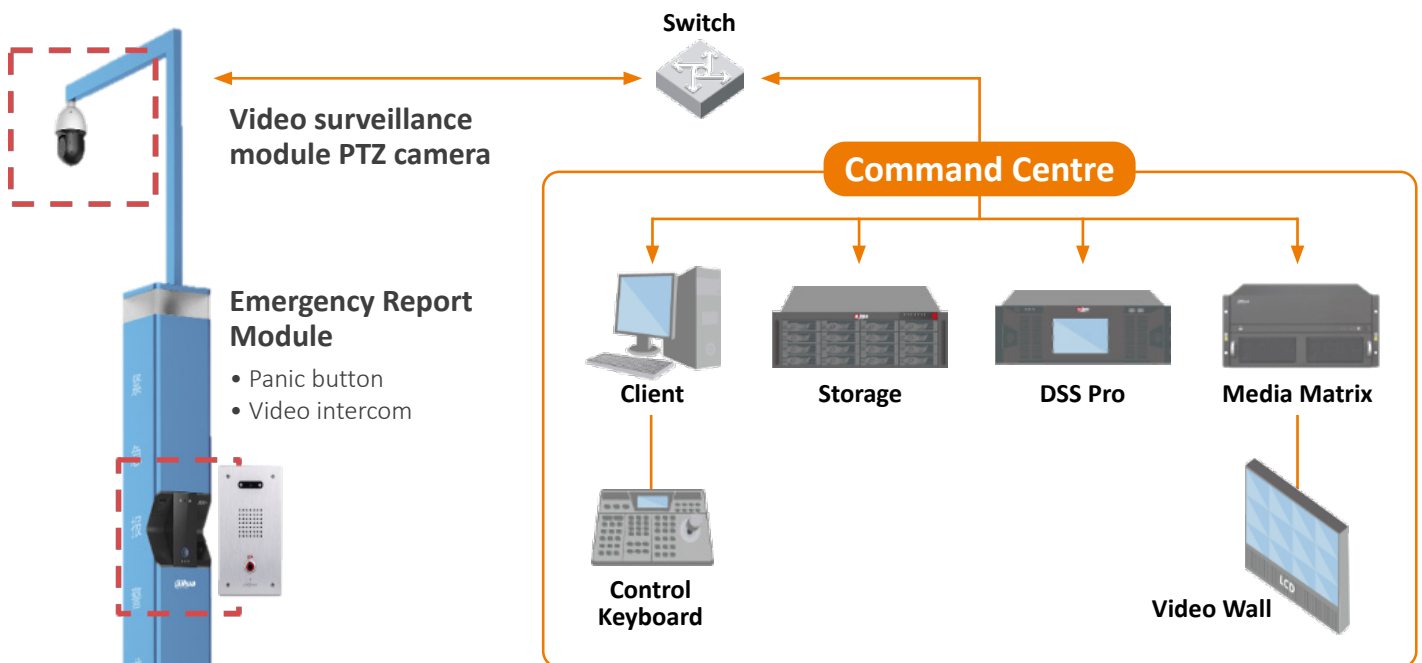 Switch
Video surveillance
module PTZ camera
Command Centre
Emergency Report
Module
• Panic button
• Video intercom
Client
Storage
DSS Pro
Media Matrix
Control
Keyboard
LCD
Video Wall
alhua